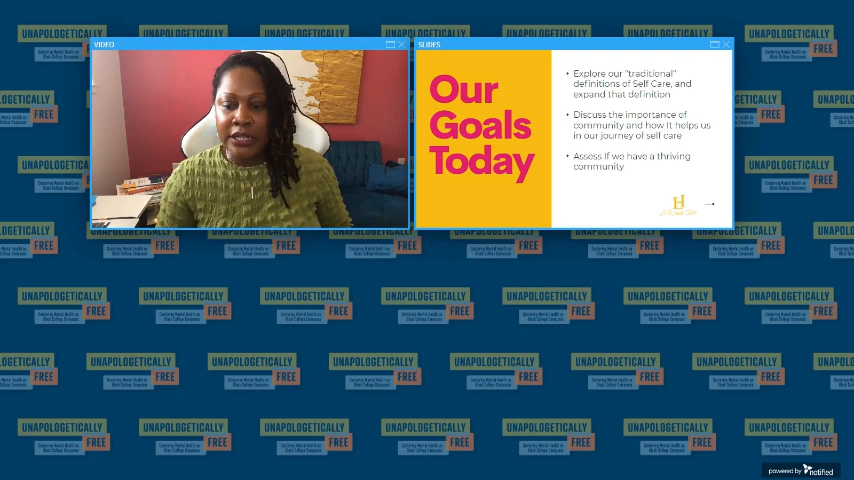 VIDEO
SLIDES
Our
Goals
Today
• Explore our "traditional"
definitions of Self Care, and
expand that definition
• Discuss the importance of
community and how It helps us
in our journey of self care
• Assess If we have a thriving
community
UNAPOLOGETICALLY
FREE
Centering Mental Health on
Black College Campuses
powered by notified